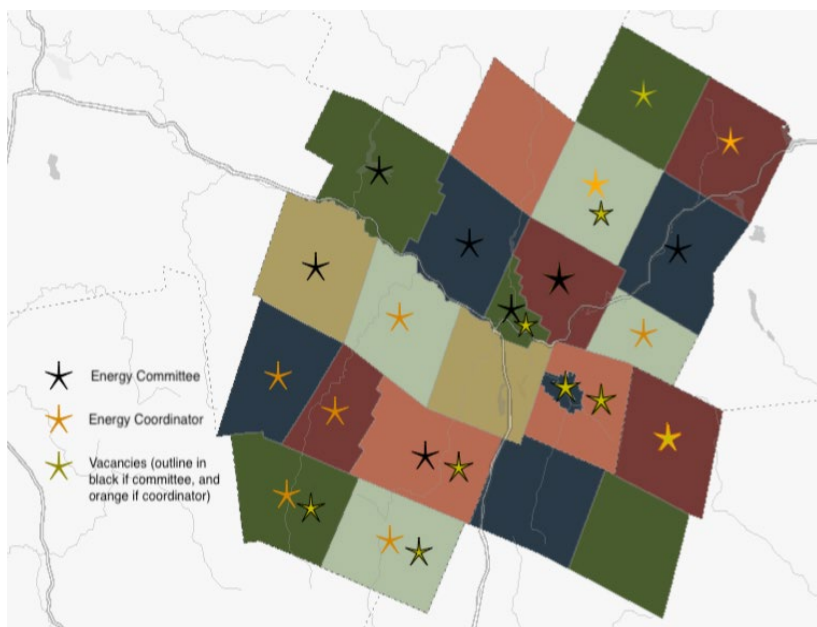 Energy Committee
Energy Coordinator
Vacancies (outline in
black if committee, and
orange if coordinator)